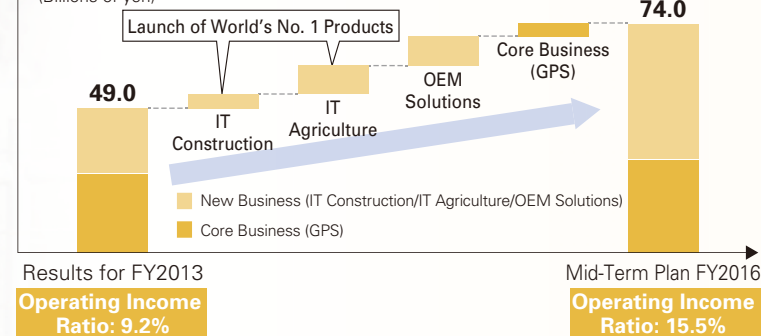 (Billions of yen)
74.0
Launch of World's No. 1 Products
49.0
IT
Construction
IT
Agriculture
OEM
Solutions
Core Business
(GPS)
New Business (IT Construction/IT Agriculture/OEM Solutions)
Core Business (GPS)
Results for FY2013
Mid-Term Plan FY2016
Operating Income
Ratio: 9.2%
Operating Income
Ratio: 15.5%